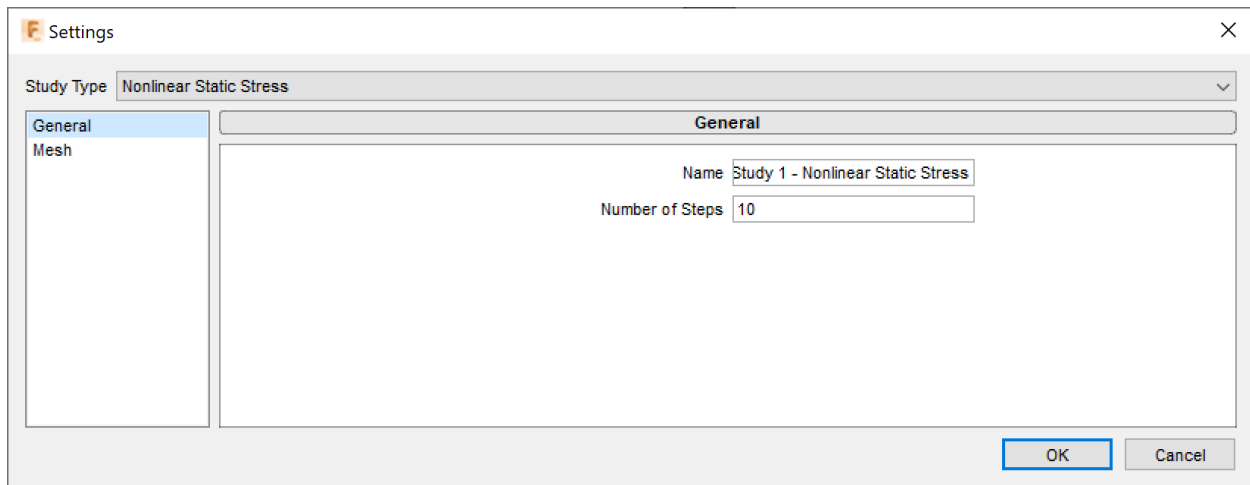 Settings
Study Type Nonlinear Static Stress
General
Mesh
General
Name Study 1 - Nonlinear Static Stress
Number of Steps 10
OK Cancel